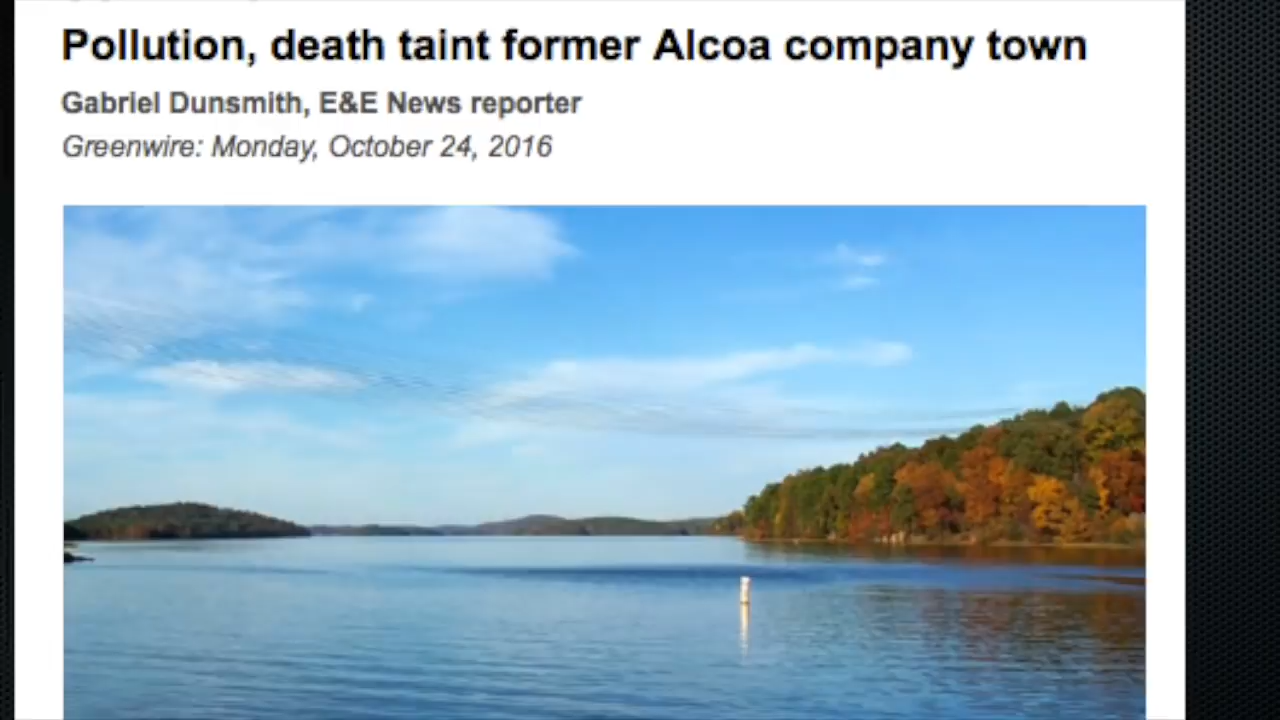 Pollution, death taint former Alcoa company town
Gabriel Dunsmith, E&E News reporter
Greenwire: Monday, October 24, 2016